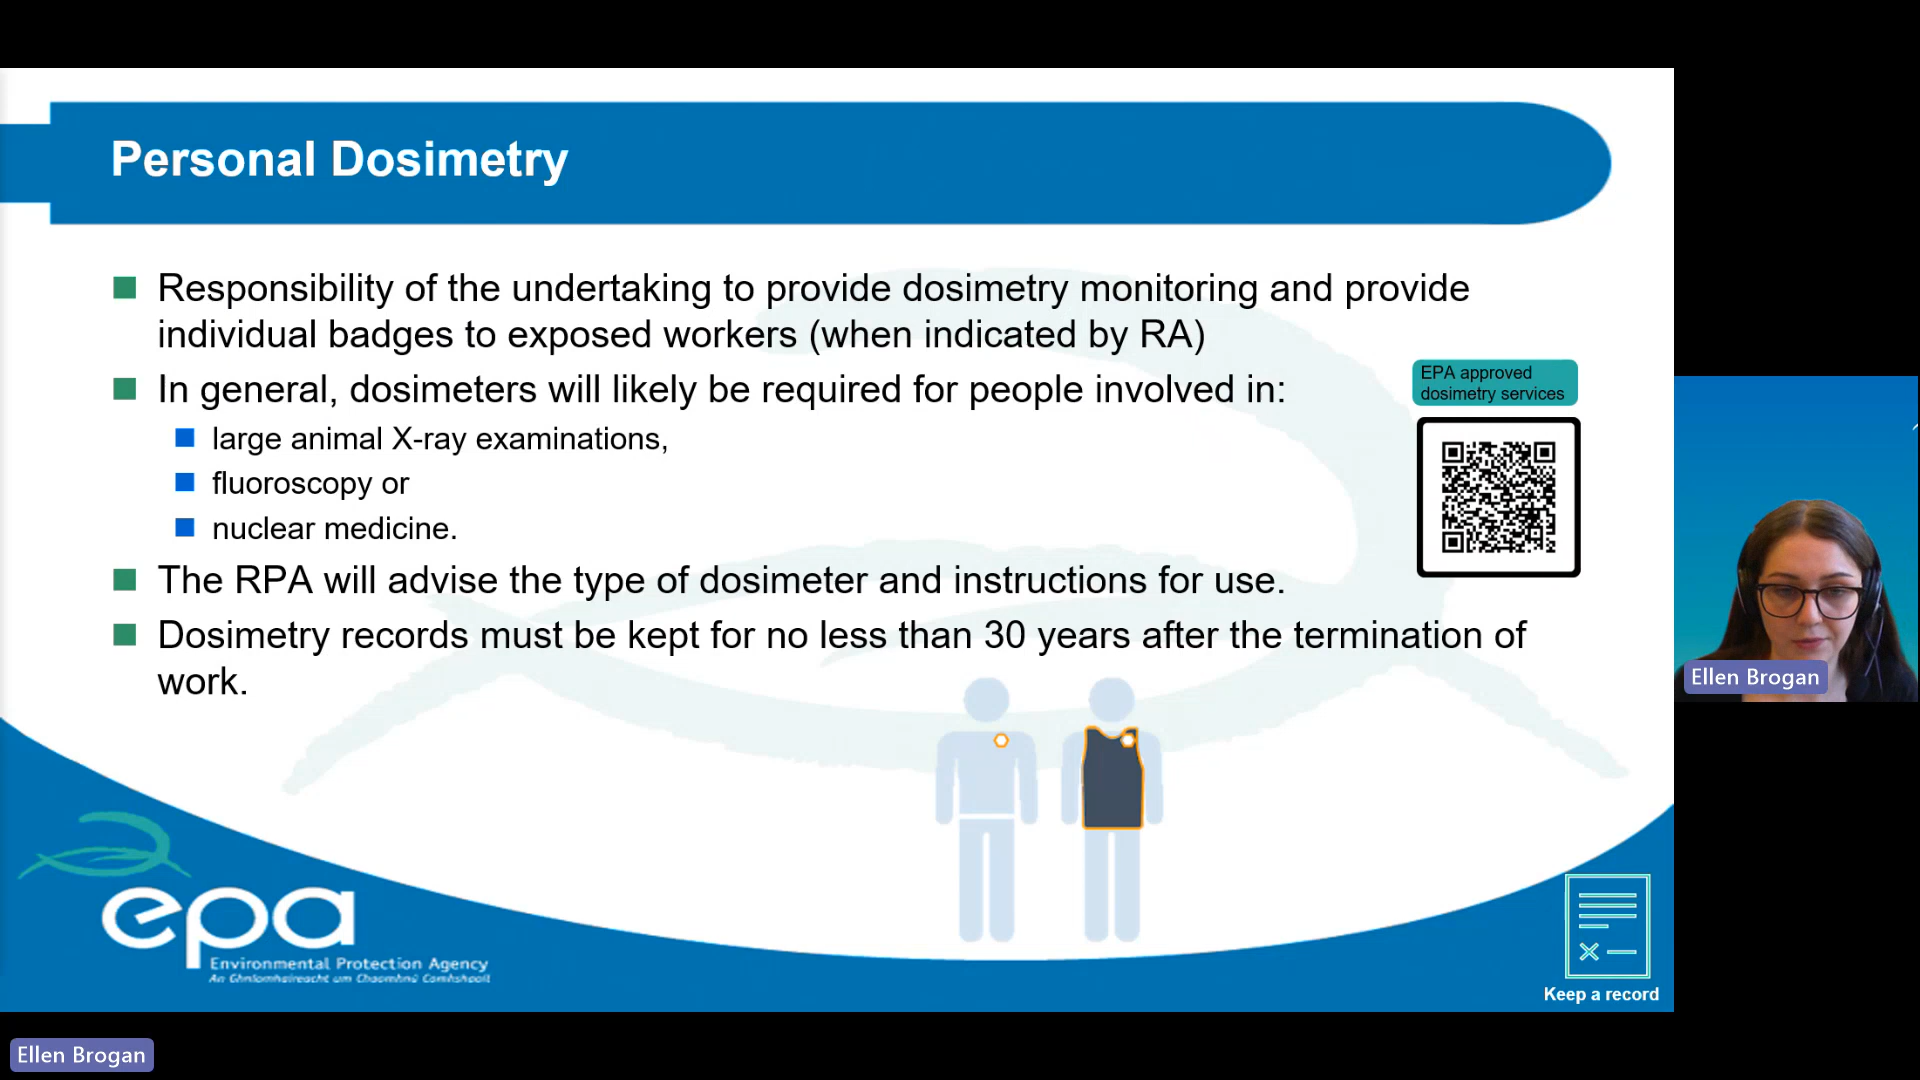 Personal Dosimetry
Responsibility of the undertaking to provide dosimetry monitoring and provide
individual badges to exposed workers (when indicated by RA)
In general, dosimeters will likely be required for people involved in:
large animal X-ray examinations,
fluoroscopy or
nuclear medicine.
The RPA will advise the type of dosimeter and instructions for use.
Dosimetry records must be kept for no less than 30 years after the termination of
work.
EPA approved
dosimetry services
Ellen Brogan
epa
Environmental Protection Agency
An Ghníomhaireacht um Chaomhnú Comhshaoil
Keep a record
Ellen Brogan